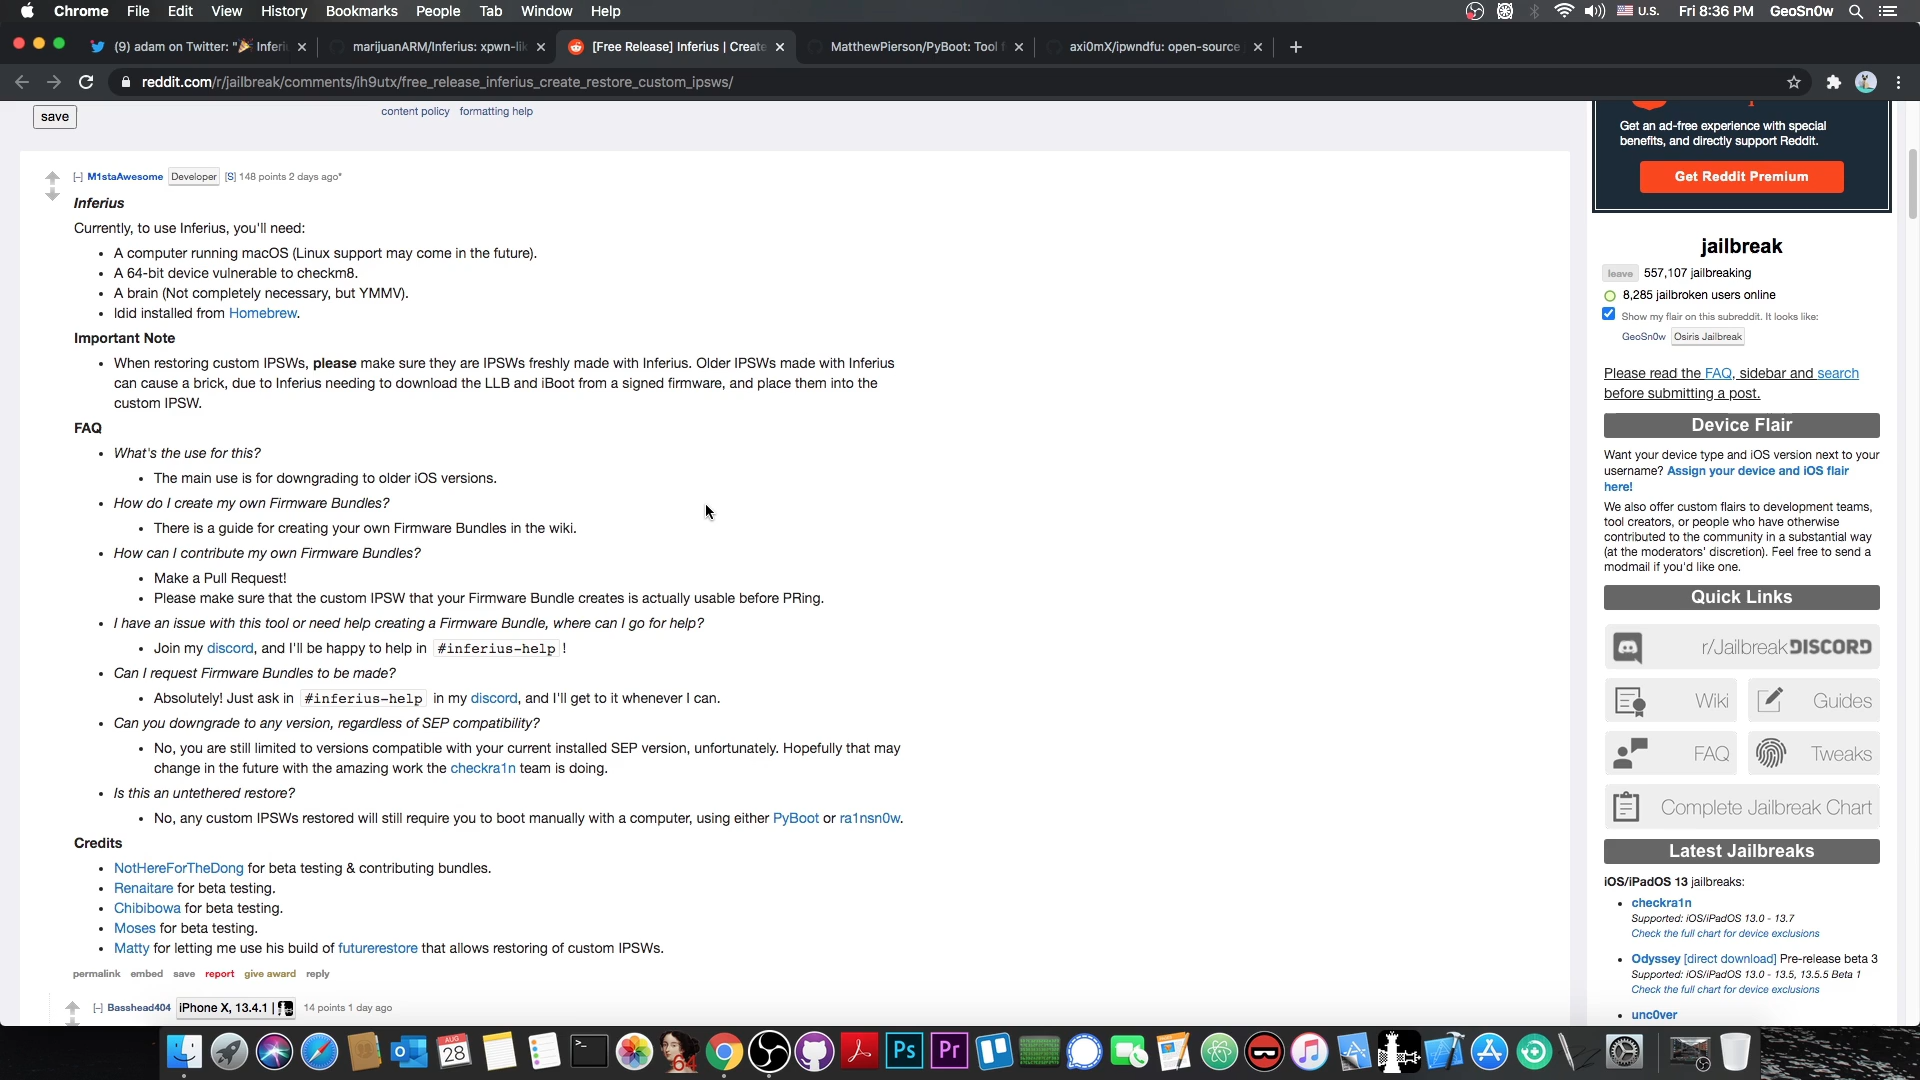 Chrome File Edit View History Bookmarks People Tab Window Help U.S. Fri 8:36 PM GeoSn0w
(9) adam on Twitter: "🎉 Inferi
marijuanARM/Inferius: xpwn-lik
[Free Release] Inferius | Create
MatthewPierson/PyBoot: Tool f
axi0mX/ipwndfu: open-source
reddit.com/r/jailbreak/comments/ih9utx/free_release_inferius_create_restore_custom_ipsws/
save
content policy formatting help
[-] M1staAwesome Developer [S] 148 points 2 days ago*
Inferius
Currently, to use Inferius, you'll need:
• A computer running macOS (Linux support may come in the future).
• A 64-bit device vulnerable to checkm8.
• A brain (Not completely necessary, but YMMV).
• ldid installed from Homebrew.
Important Note
• When restoring custom IPSWs, please make sure they are IPSWs freshly made with Inferius. Older IPSWs made with Inferius
can cause a brick, due to Inferius needing to download the LLB and iBoot from a signed firmware, and place them into the
custom IPSW.
FAQ
• What's the use for this?
• The main use is for downgrading to older iOS versions.
• How do I create my own Firmware Bundles?
• There is a guide for creating your own Firmware Bundles in the wiki.
• How can I contribute my own Firmware Bundles?
• Make a Pull Request!
• Please make sure that the custom IPSW that your Firmware Bundle creates is actually usable before PRing.
• I have an issue with this tool or need help creating a Firmware Bundle, where can I go for help?
• Join my discord, and I'll be happy to help in #inferius-help !
• Can I request Firmware Bundles to be made?
• Absolutely! Just ask in #inferius-help in my discord, and I'll get to it whenever I can.
• Can you downgrade to any version, regardless of SEP compatibility?
• No, you are still limited to versions compatible with your current installed SEP version, unfortunately. Hopefully that may
change in the future with the amazing work the checkra1n team is doing.
• Is this an untethered restore?
• No, any custom IPSWs restored will still require you to boot manually with a computer, using either PyBoot or ra1nsn0w.
Credits
• NotHereForTheDong for beta testing & contributing bundles.
• Renaitare for beta testing.
• Chibibowa for beta testing.
• Moses for beta testing.
• Matty for letting me use his build of futurerestore that allows restoring of custom IPSWs.
permalink embed save report give award reply
[-] Basshead404 iPhone X, 13.4.1 | 14 points 1 day ago
Get an ad-free experience with special
benefits, and directly support Reddit.
Get Reddit Premium
jailbreak
leave 557,107 jailbreaking
8,285 jailbroken users online
Show my flair on this subreddit. It looks like:
GeoSn0w Osiris Jailbreak
Please read the FAQ, sidebar and search
before submitting a post.
Device Flair
Want your device type and iOS version next to your
username? Assign your device and iOS flair
here!
We also offer custom flairs to development teams,
tool creators, or people who have otherwise
contributed to the community in a substantial way
(at the moderators' discretion). Feel free to send a
modmail if you'd like one.
Quick Links
r/Jailbreak DISCORD
Wiki
Guides
FAQ
Tweaks
Complete Jailbreak Chart
Latest Jailbreaks
iOS/iPadOS 13 jailbreaks:
• checkra1n
Supported: iOS/iPadOS 13.0 - 13.7
Check the full chart for device exclusions
• Odyssey [direct download] Pre-release beta 3
Supported: iOS/iPadOS 13.0 - 13.5, 13.5.5 Beta 1
Check the full chart for device exclusions
• unc0ver
AUG
28
64
Ps
Pr